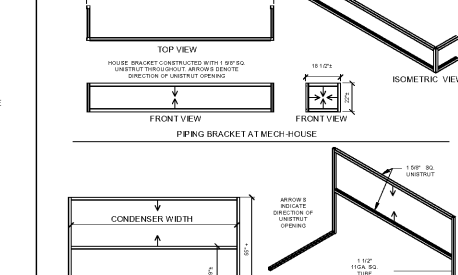 TOP VIEW
HOUSE BRACKET CONSTRUCTED WITH 1 5/8" SQ.
UNISTRUT THROUGHOUT. ARROWS DENOTE
DIRECTION OF UNISTRUT OPENING
18 1/2"±
22"±
ISOMETRIC VIEW
FRONT VIEW
FRONT VIEW
PIPING BRACKET AT MECH-HOUSE
1 5/8" SQ.
UNISTRUT
ARROWS
INDICATE
DIRECTION OF
UNISTRUT
OPENING
CONDENSER WIDTH
1 1/2"
11GA. SQ.
TUBE